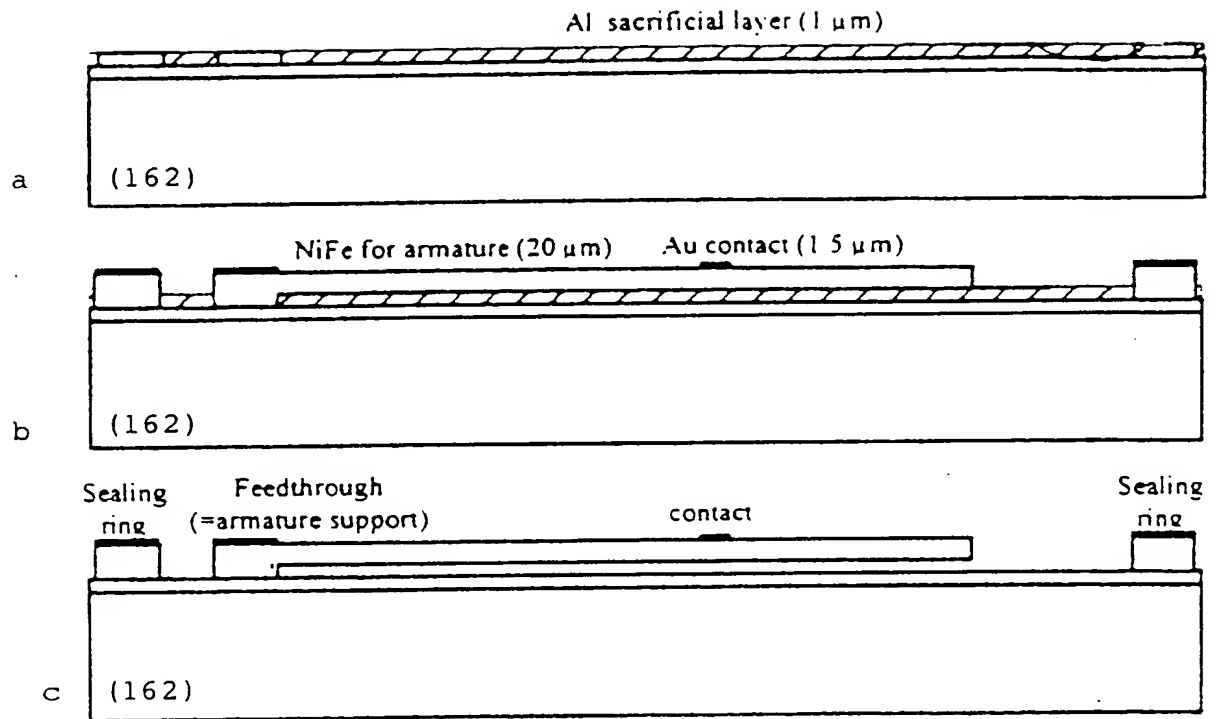 Al sacrificial layer (1 μm)
a
(162)
NiFe for armature (20 μm) Au contact (1 5 μm)
b
(162)
Sealing
ring
Feedthrough
(=armature support)
contact
Sealing
ring
c
(162)